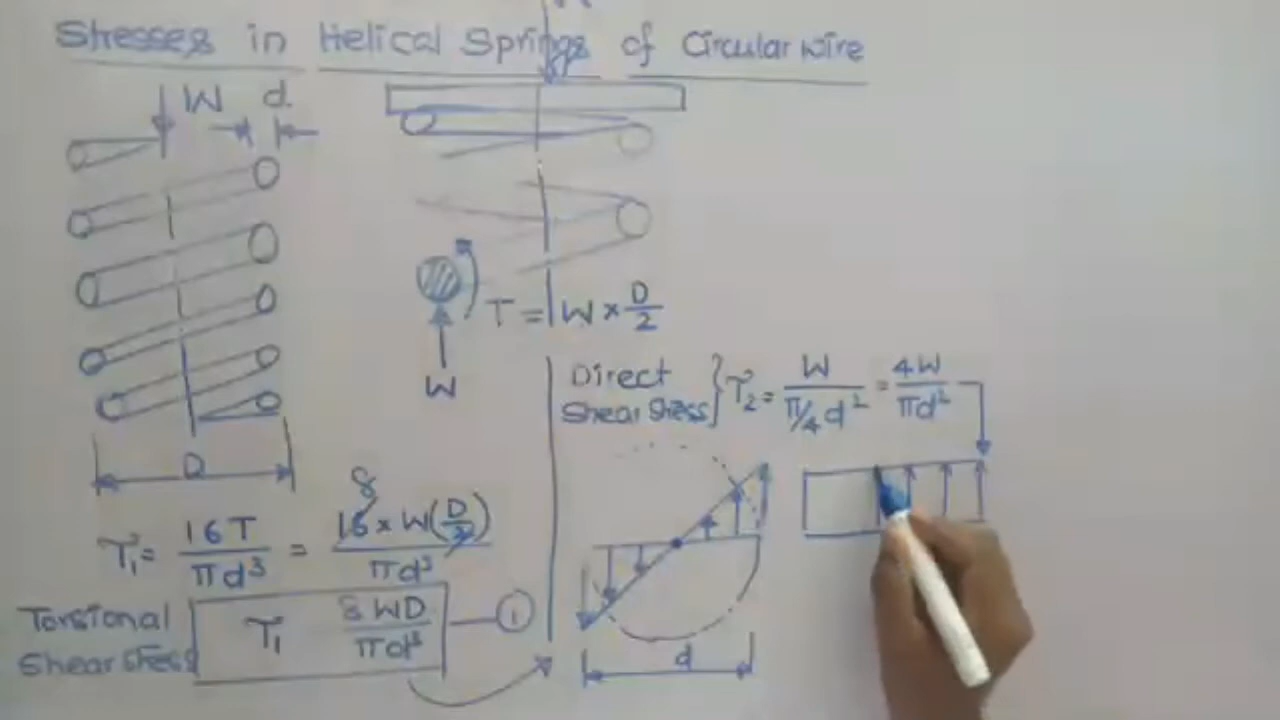 Stresses in Helical Springs of Circular wire
W d
T = W × D/2
W
D
Direct Shear Stress } τ₂ = W/(π/4 d²) = 4W/πd²
τ₁ = 16T/πd³ = 16 × W(D/2)/πd³
8
Torsional Shear stress τ₁ 8WD/πd³ — ①
d